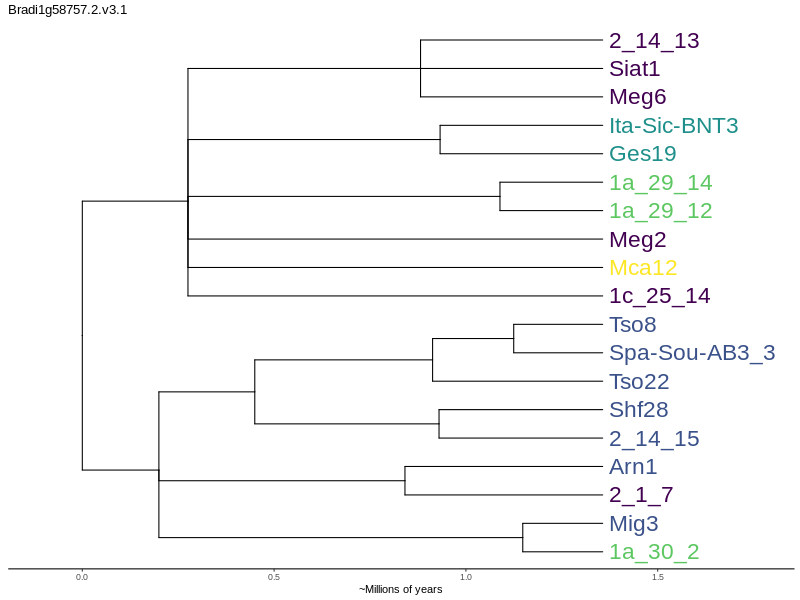 Bradi1g58757.2.v3.1
2_14_13
Siat1
Meg6
Ita-Sic-BNT3
Ges19
1a_29_14
1a_29_12
Meg2
Mca12
1c_25_14
Tso8
Spa-Sou-AB3_3
Tso22
Shf28
2_14_15
Arn1
2_1_7
Mig3
1a_30_2
0.0 0.5 1.0 1.5
~Millions of years